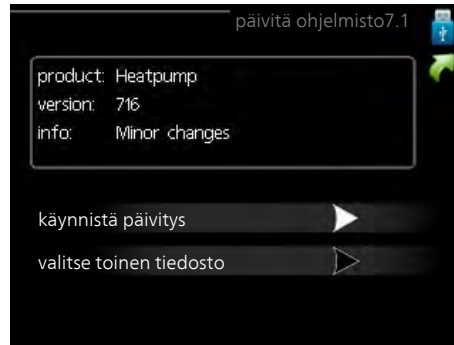 päivitä ohjelmisto7.1
product: Heatpump
version: 716
info: Minor changes
käynnistä päivitys
valitse toinen tiedosto